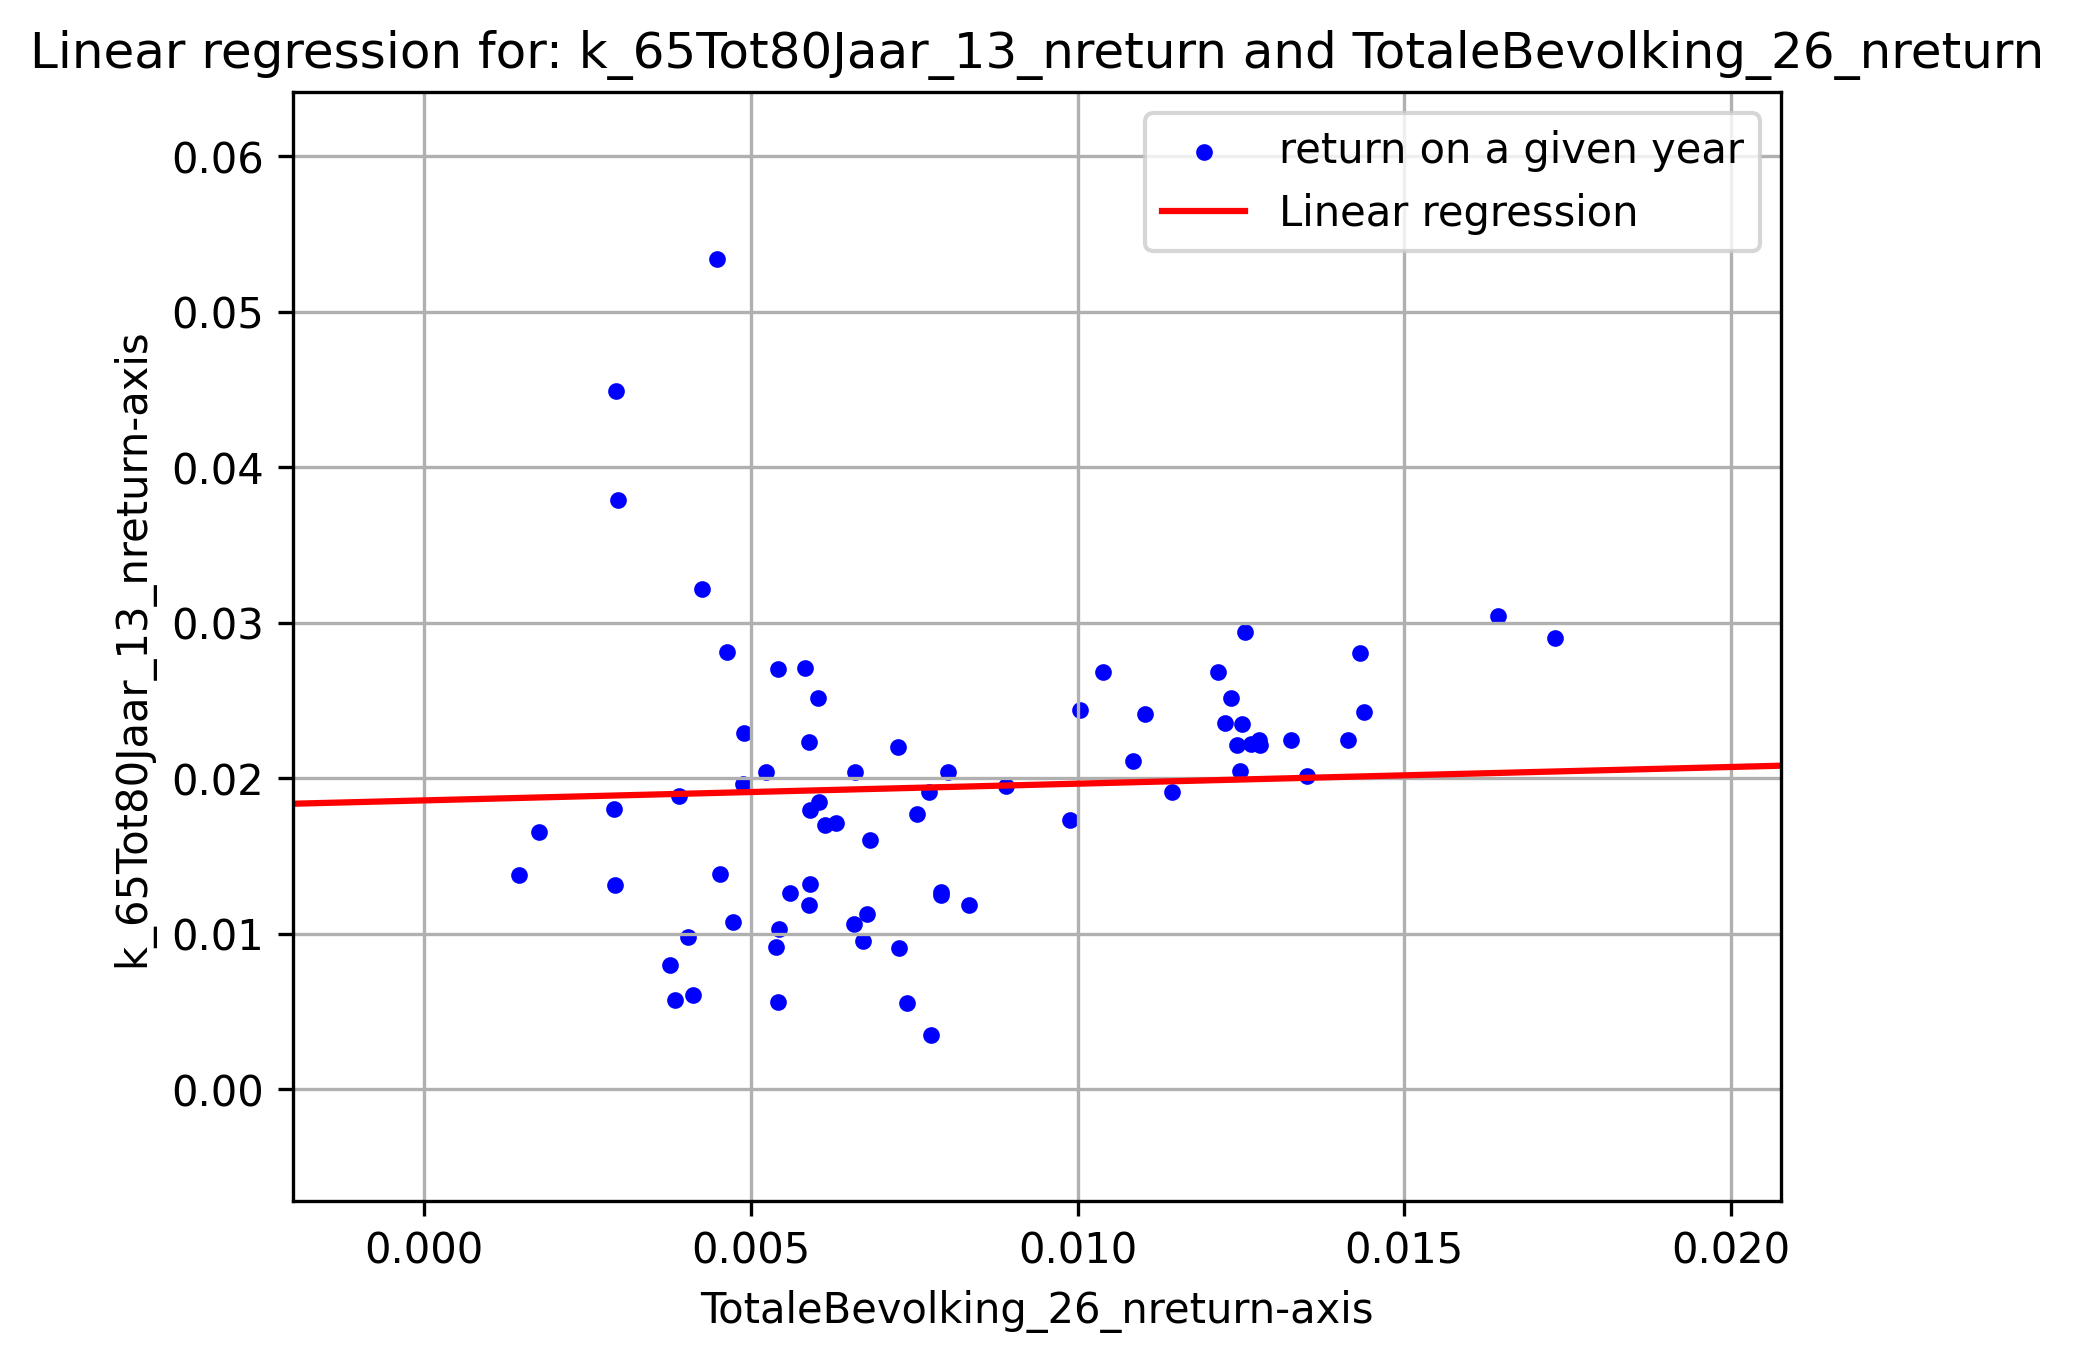 Linear regression for: k_65Tot80Jaar_13_nreturn and TotaleBevolking_26_nreturn
return on a given year
Linear regression
0.06
0.05
0.04
0.03
0.02
0.01
0.00
k_65Tot80Jaar_13_nreturn-axis
0.000 0.005 0.010 0.015 0.020
TotaleBevolking_26_nreturn-axis